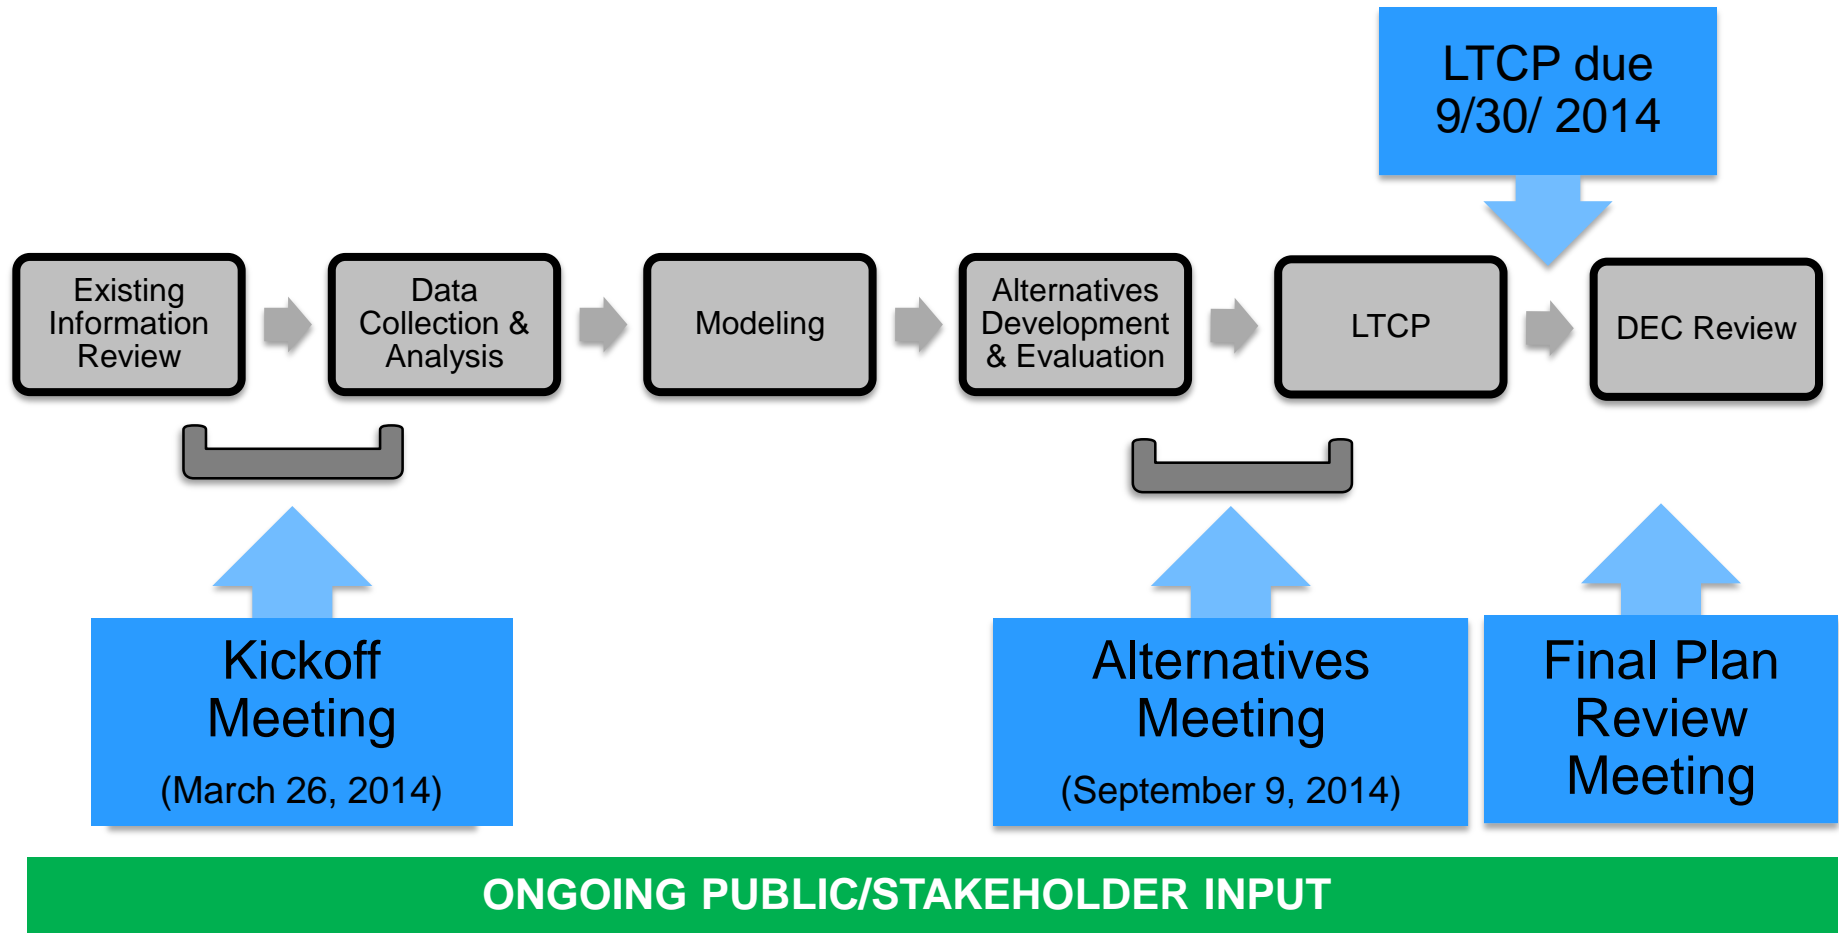 LTCP due
9/30/ 2014
Existing
Information
Review
Data
Collection &
Analysis
Modeling
Alternatives
Development
& Evaluation
LTCP
DEC Review
Kickoff
Meeting
(March 26, 2014)
Alternatives
Meeting
(September 9, 2014)
Final Plan
Review
Meeting
ONGOING PUBLIC/STAKEHOLDER INPUT